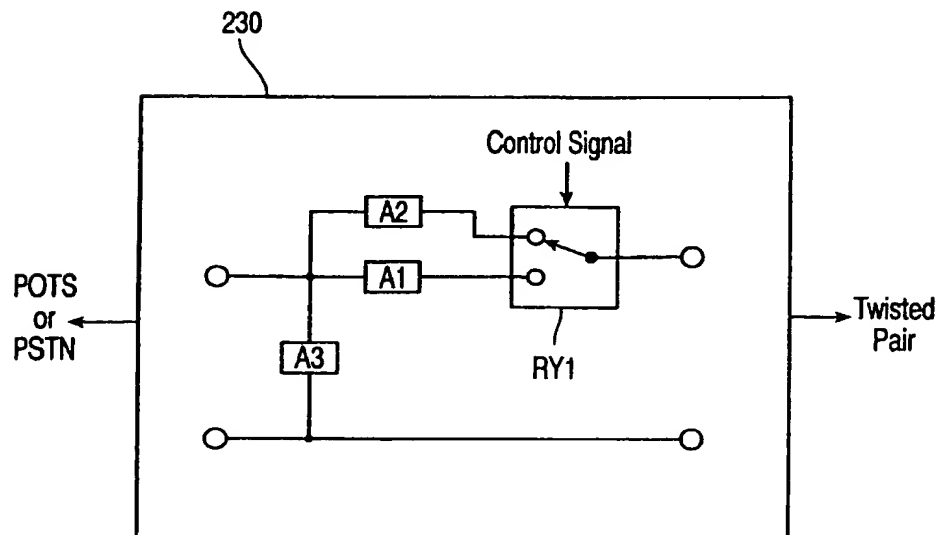 230
Control Signal
A2
A1
POTS
or
PSTN
Twisted
Pair
A3
RY1